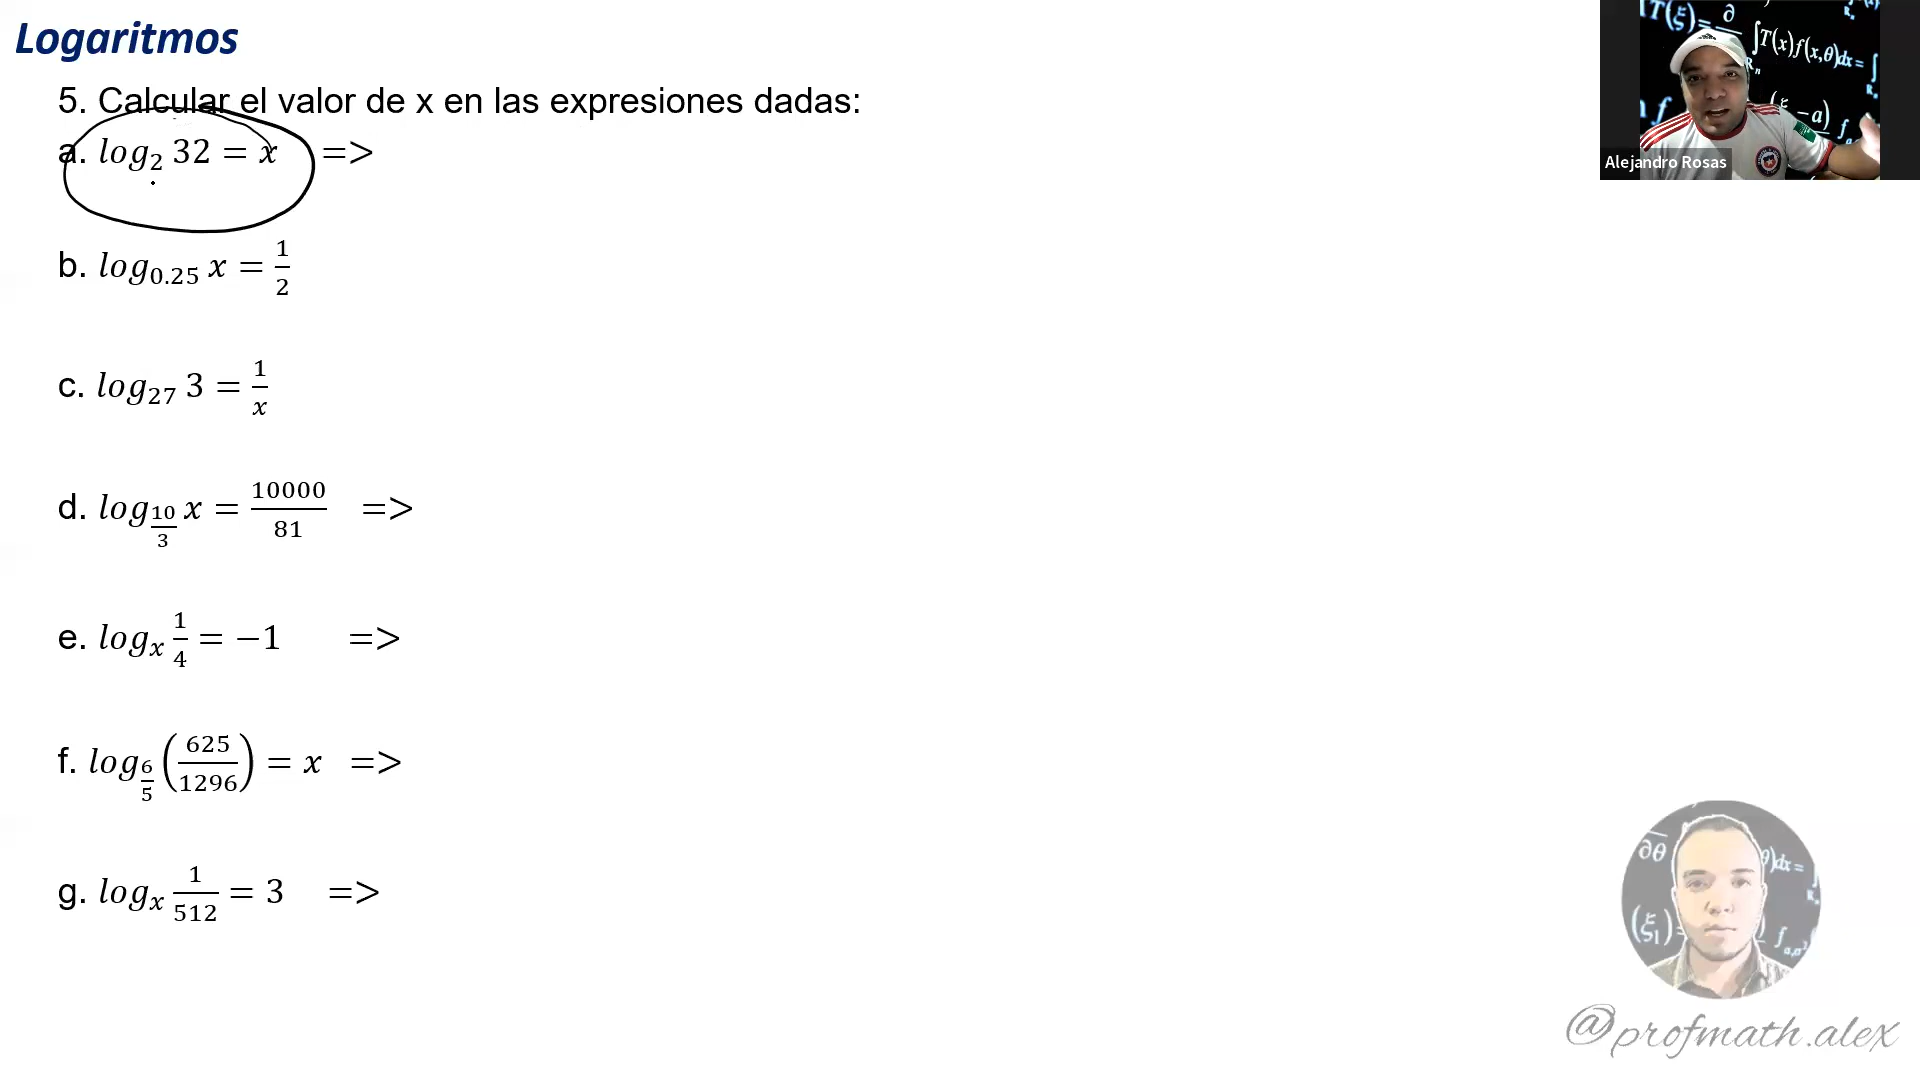 Logaritmos
5. Calcular el valor de x en las expresiones dadas:
a. log₂ 32 = x =>
b. log₀.₂₅ x = 1/2
c. log₂₇ 3 = 1/x
d. log_(10/3) x = 10000/81 =>
e. logₓ 1/4 = −1 =>
f. log_(6/5) (625/1296) = x =>
g. logₓ 1/512 = 3 =>
Alejandro Rosas
@profmath.alex